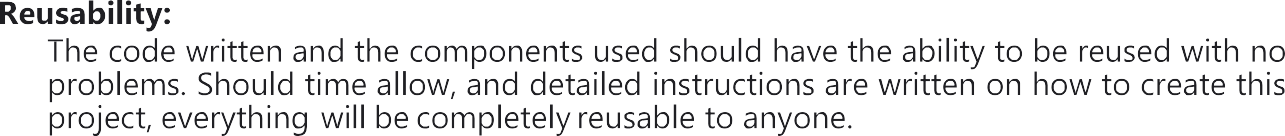 Reusability:
The code written and the components used should have the ability to be reused with no
problems. Should time allow, and detailed instructions are written on how to create this
project, everything will be completely reusable to anyone.